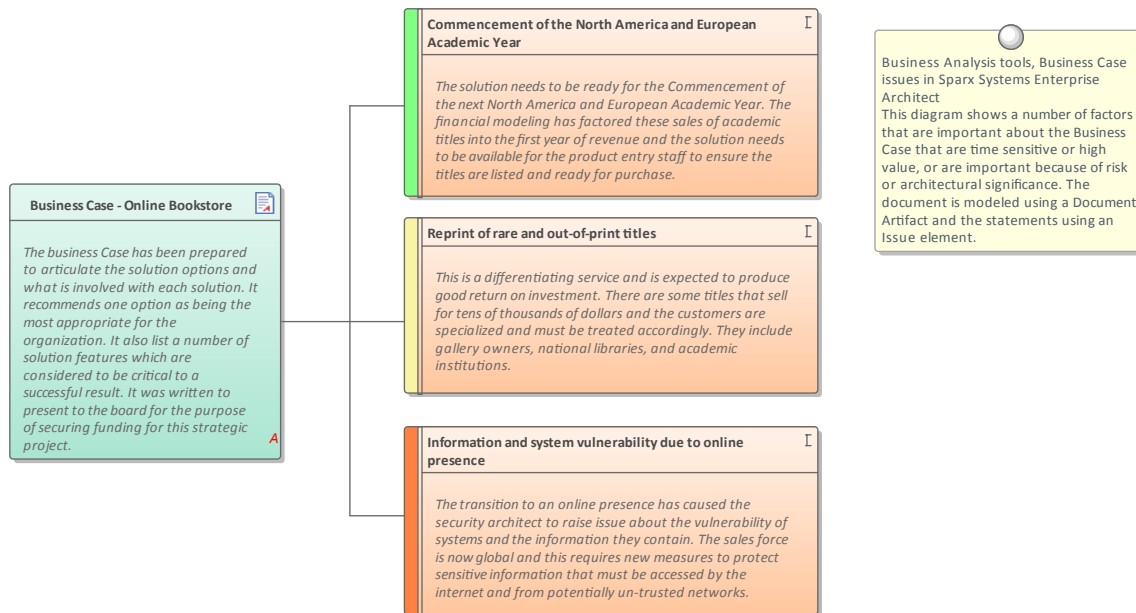 Business Case - Online Bookstore
The business Case has been prepared
to articulate the solution options and
what is involved with each solution. It
recommends one option as being the
most appropriate for the
organization. It also list a number of
solution features which are
considered to be critical to a
successful result. It was written to
present to the board for the purpose
of securing funding for this strategic
project.
A
Commencement of the North America and European
Academic Year
The solution needs to be ready for the Commencement of
the next North America and European Academic Year. The
financial modeling has factored these sales of academic
titles into the first year of revenue and the solution needs
to be available for the product entry staff to ensure the
titles are listed and ready for purchase.
Reprint of rare and out-of-print titles
This is a differentiating service and is expected to produce
good return on investment. There are some titles that sell
for tens of thousands of dollars and the customers are
specialized and must be treated accordingly. They include
gallery owners, national libraries, and academic
institutions.
Information and system vulnerability due to online
presence
The transition to an online presence has caused the
security architect to raise issue about the vulnerability of
systems and the information they contain. The sales force
is now global and this requires new measures to protect
sensitive information that must be accessed by the
internet and from potentially un-trusted networks.
Business Analysis tools, Business Case
issues in Sparx Systems Enterprise
Architect
This diagram shows a number of factors
that are important about the Business
Case that are time sensitive or high
value, or are important because of risk
or architectural significance. The
document is modeled using a Document
Artifact and the statements using an
Issue element.